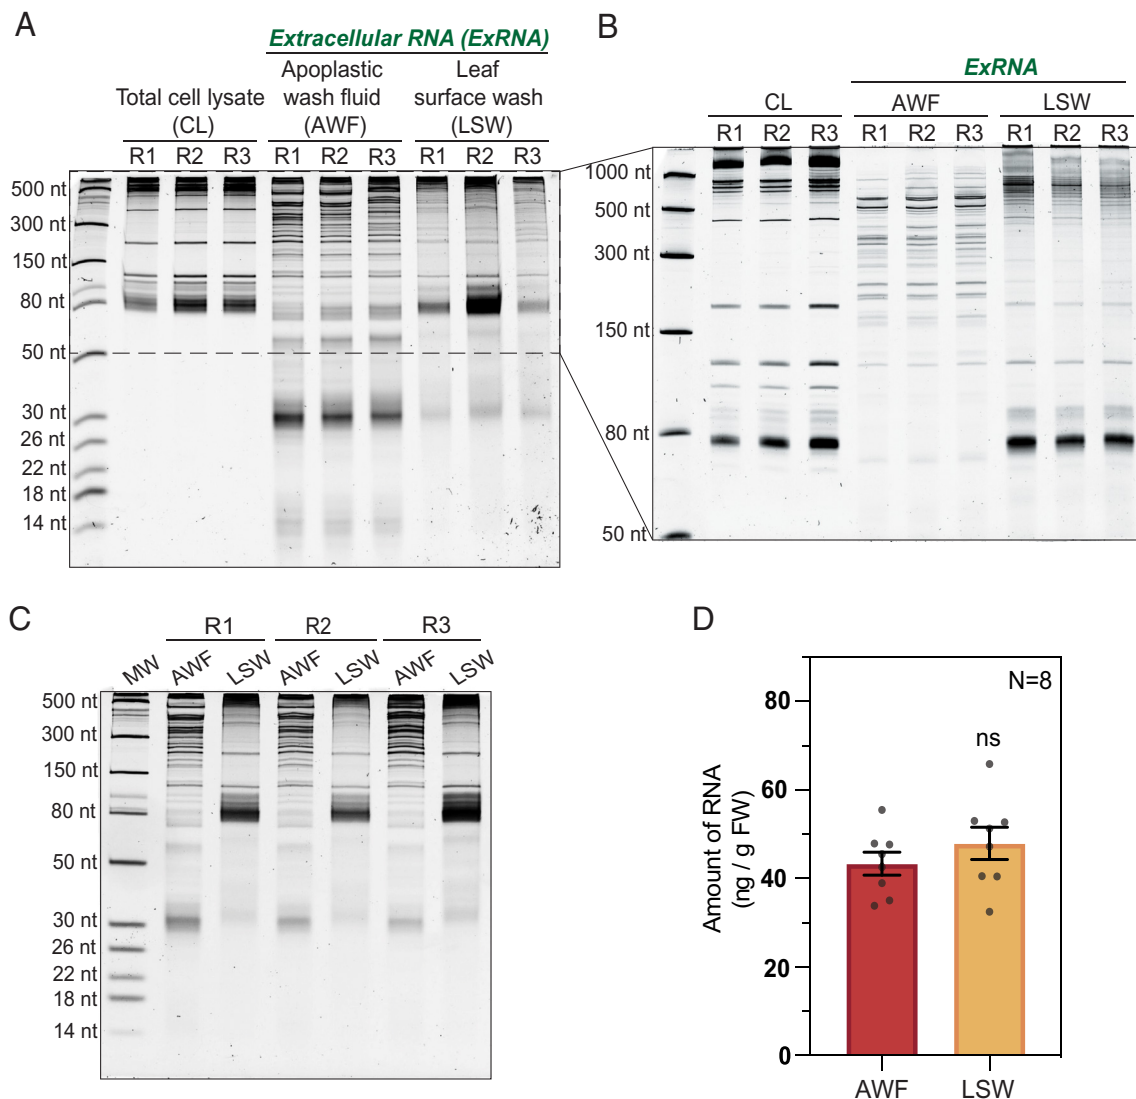 A
Extracellular RNA (ExRNA)
Total cell lysate
(CL)
Apoplastic
wash fluid
(AWF)
Leaf
surface wash
(LSW)
R1 R2 R3 R1 R2 R3 R1 R2 R3
500 nt
300 nt
150 nt
80 nt
50 nt
30 nt
26 nt
22 nt
18 nt
14 nt
B
ExRNA
CL AWF LSW
R1 R2 R3 R1 R2 R3 R1 R2 R3
1000 nt
500 nt
300 nt
150 nt
80 nt
50 nt
C
R1 R2 R3
MW AWF LSW AWF LSW AWF LSW
500 nt
300 nt
150 nt
80 nt
50 nt
30 nt
26 nt
22 nt
18 nt
14 nt
D
N=8
ns
Amount of RNA
(ng / g FW)
80
60
40
20
0
AWF LSW